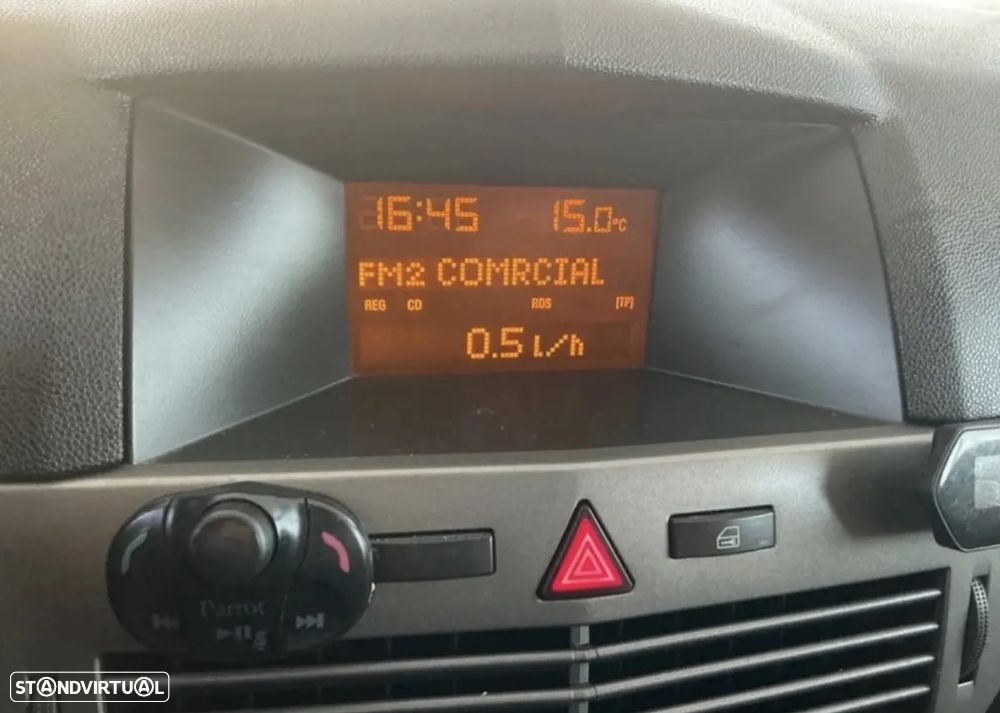 16:45 15.0°C
FM2 COMRCIAL
REG CD RDS [TP]
0.5 L/h
Parrot
STANDVIRTUAL